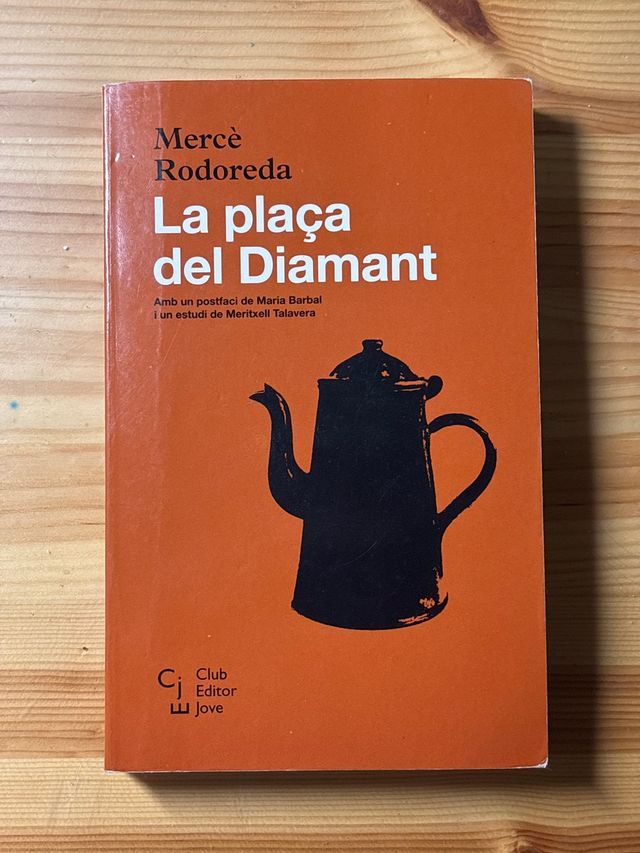 Mercè
Rodoreda
La plaça
del Diamant
Amb un postfaci de Maria Barbal
i un estudi de Meritxell Talavera
CjE
Club
Editor
Jove